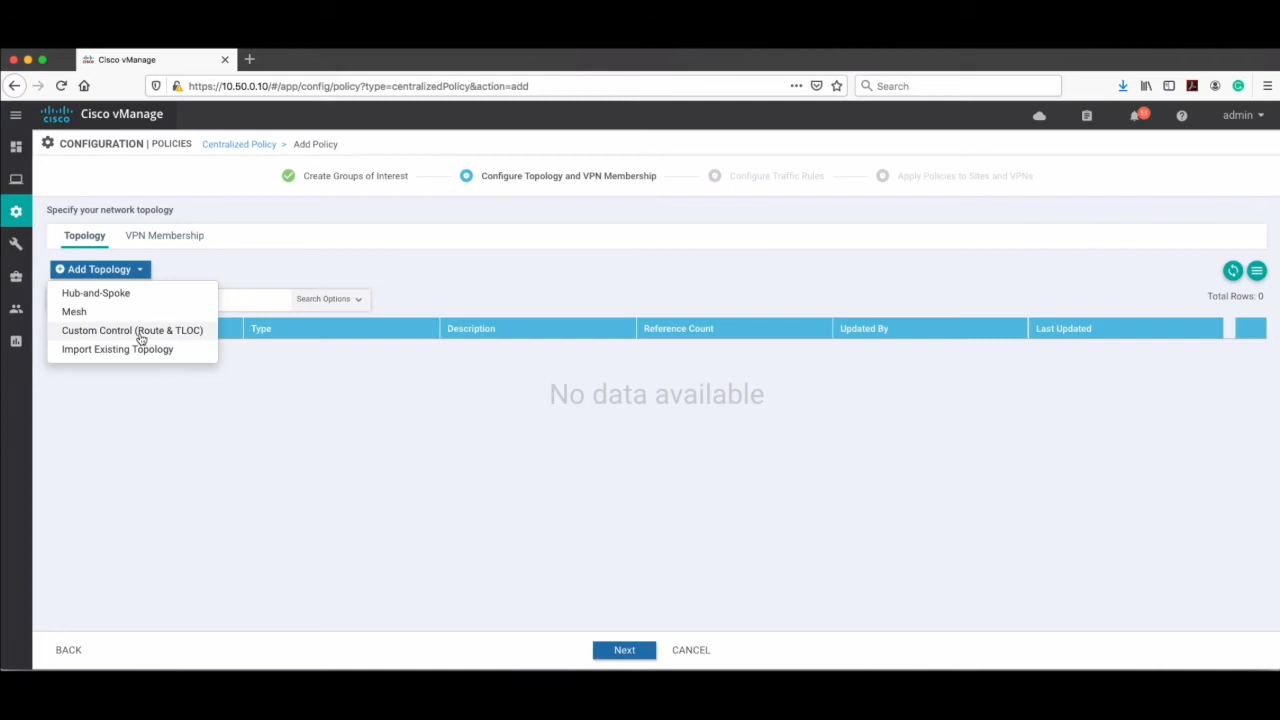 Cisco vManage
https://10.50.0.10/#/app/config/policy?type=centralizedPolicy&action=add
Search
cisco
Cisco vManage
admin
CONFIGURATION | POLICIES Centralized Policy > Add Policy
Create Groups of Interest
Configure Topology and VPN Membership
Configure Traffic Rules
Apply Policies to Sites and VPNs
Specify your network topology
Topology VPN Membership
Add Topology
Hub-and-Spoke
Mesh
Custom Control (Route & TLOC)
Import Existing Topology
Search Options
Total Rows: 0
Type Description Reference Count Updated By Last Updated
No data available
BACK Next CANCEL